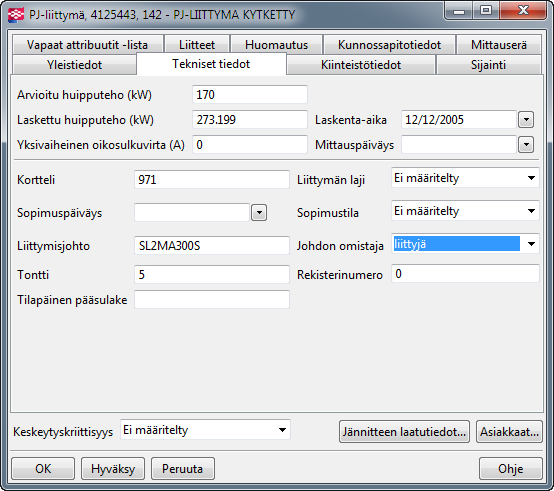 PJ-liittymä, 4125443, 142 - PJ-LIITTYMA KYTKETTY
Vapaat attribuutit -lista Liitteet Huomautus Kunnossapitotiedot Mittauserä
Yleistiedot Tekniset tiedot Kiinteistötiedot Sijainti
Arvioitu huipputeho (kW) 170
Laskettu huipputeho (kW) 273.199 Laskenta-aika 12/12/2005
Yksivaiheinen oikosulkuvirta (A) 0 Mittauspäiväys
Kortteli 971 Liittymän laji Ei määritelty
Sopimuspäiväys Sopimustila Ei määritelty
Liittymisjohto SL2MA300S Johdon omistaja liittyjä
Tontti 5 Rekisterinumero 0
Tilapäinen pääsulake
Keskeytyskriittisyys Ei määritelty Jännitteen laatutiedot... Asiakkaat...
OK Hyväksy Peruuta Ohje